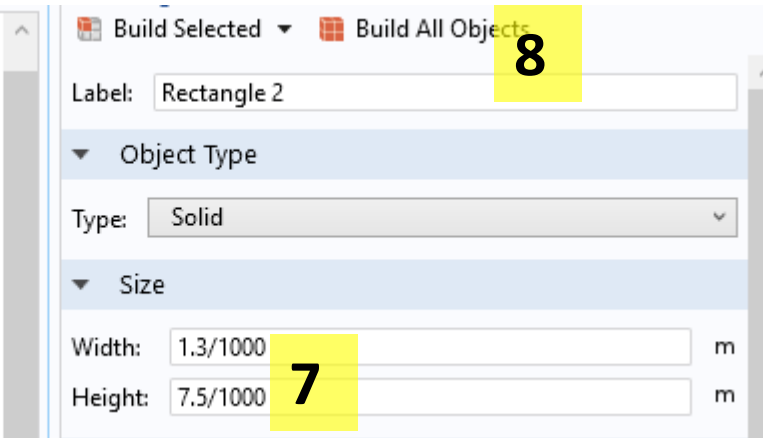 Build Selected Build All Objects
8
Label: Rectangle 2
Object Type
Type: Solid
Size
Width: 1.3/1000 m
7
Height: 7.5/1000 m